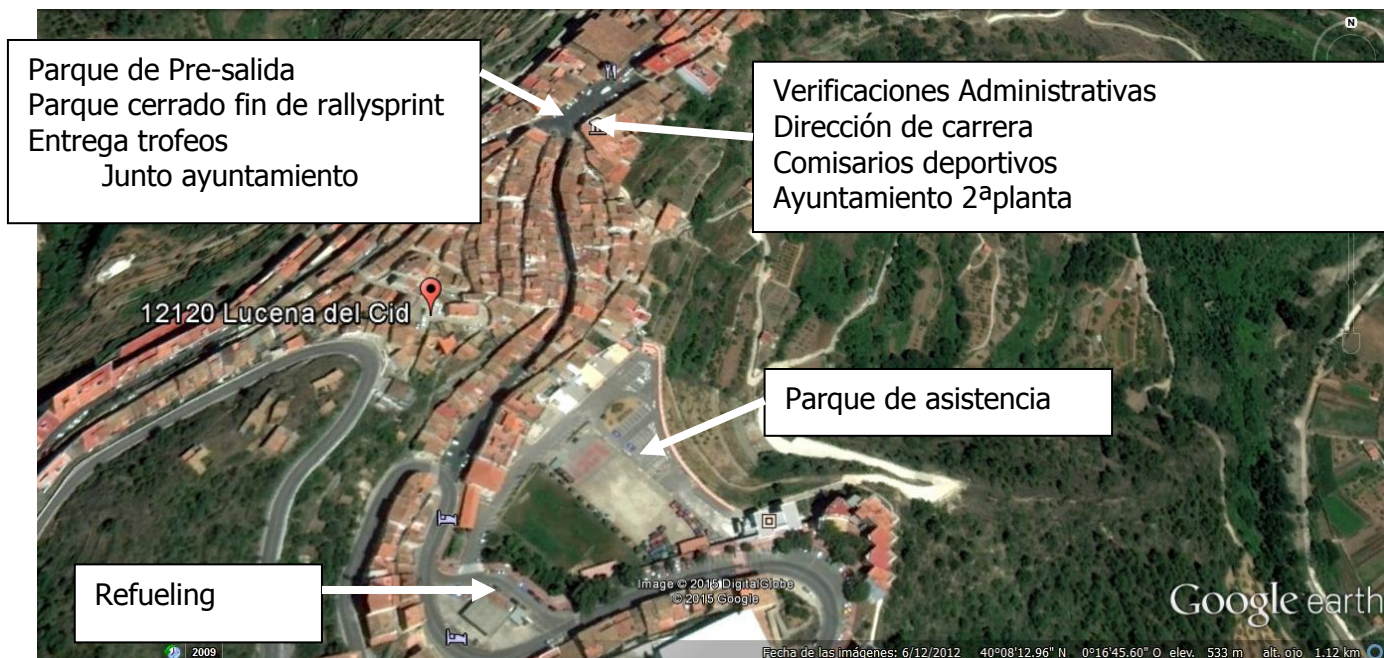 N
Parque de Pre-salida
Parque cerrado fin de rallysprint
Entrega trofeos
Junto ayuntamiento
Verificaciones Administrativas
Dirección de carrera
Comisarios deportivos
Ayuntamiento 2ªplanta
12120 Lucena del Cid
Parque de asistencia
Refueling
Image © 2015 DigitalGlobe
© 2015 Google
Google earth
2009
Fecha de las imágenes: 6/12/2012 40°08'12.96" N 0°16'45.60" O elev. 533 m alt. ojo 1.12 km